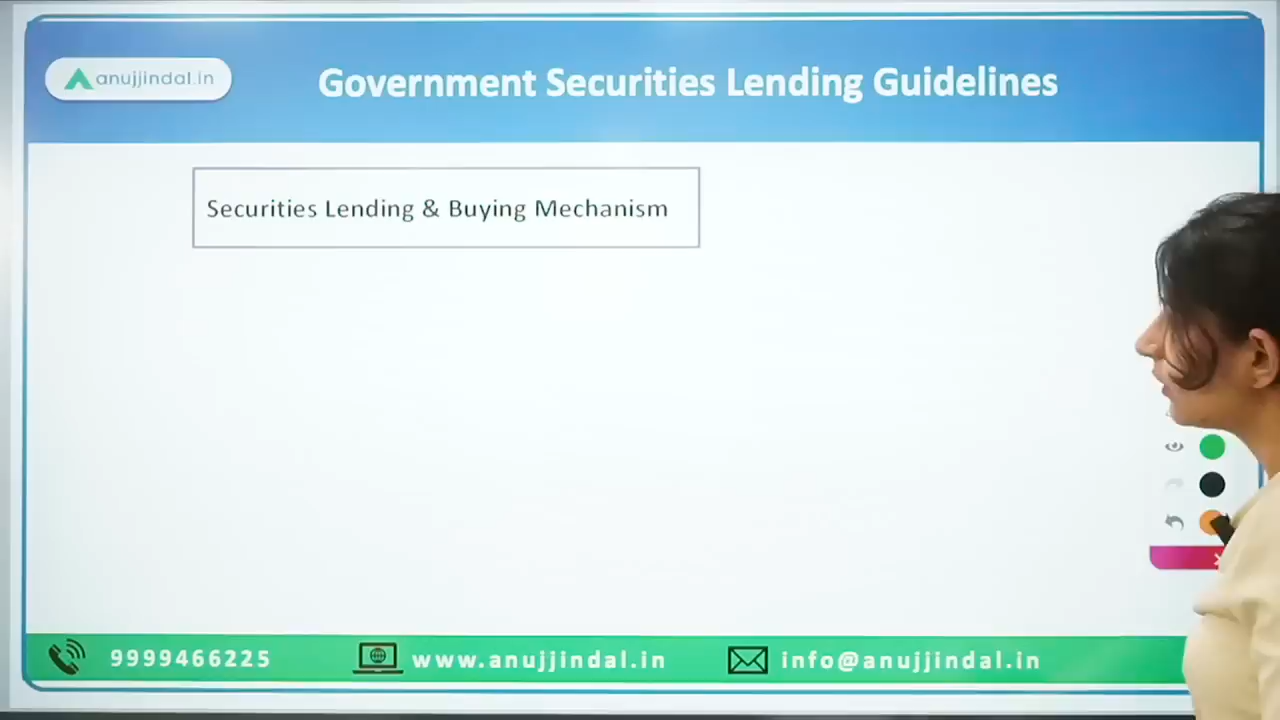 anujjindal.in
Government Securities Lending Guidelines
Securities Lending & Buying Mechanism
9999466225
www.anujjindal.in
info@anujjindal.in